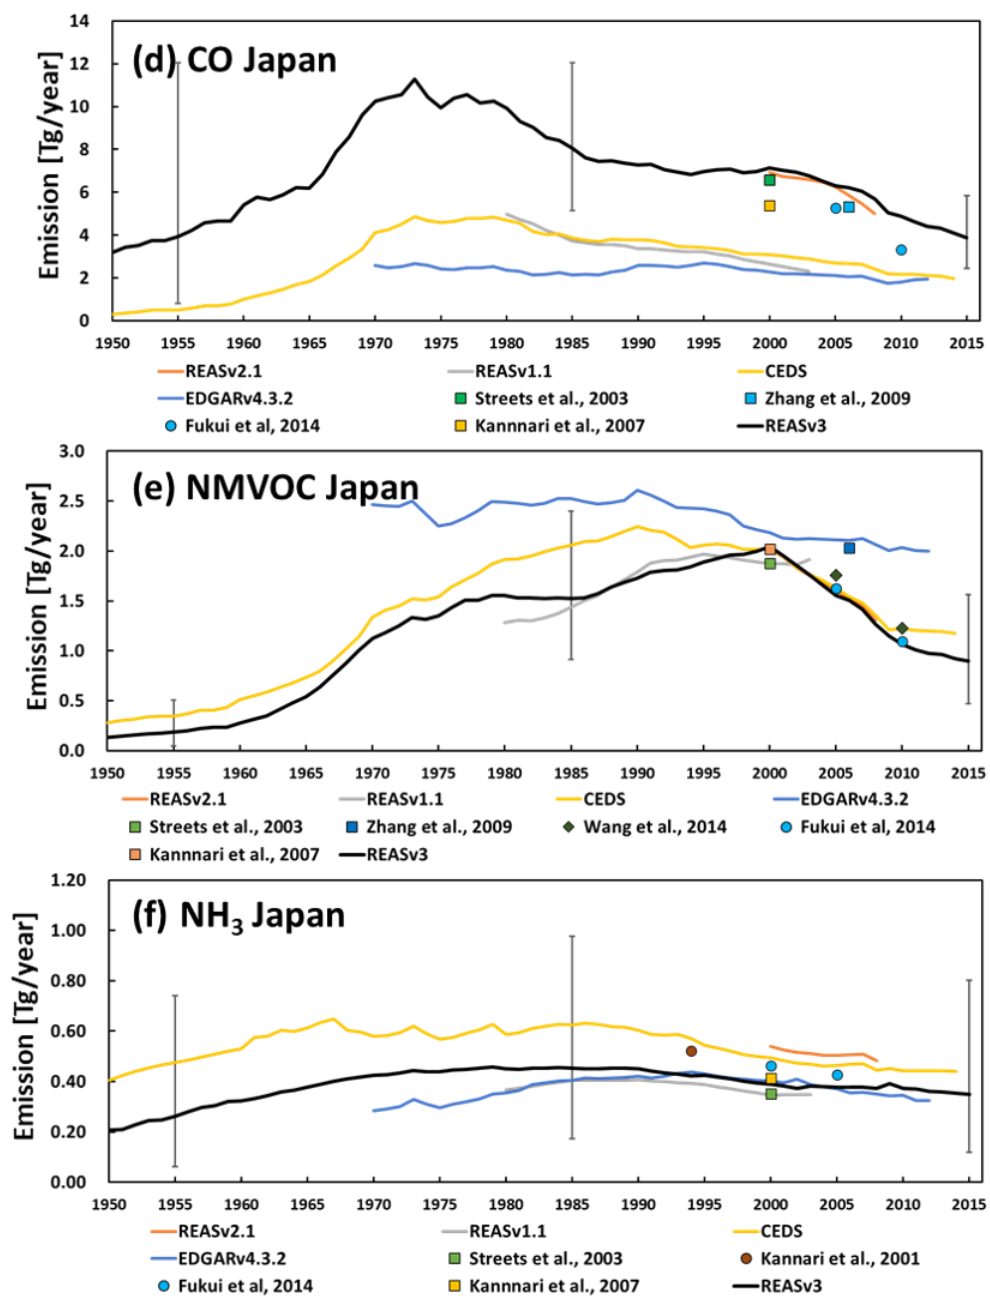 (d) CO Japan
Emission [Tg/year]
14
12
10
8
6
4
2
0
1950 1955 1960 1965 1970 1975 1980 1985 1990 1995 2000 2005 2010 2015
REASv2.1 REASv1.1 CEDS
EDGARv4.3.2 Streets et al., 2003 Zhang et al., 2009
Fukui et al, 2014 Kannnari et al., 2007 REASv3
(e) NMVOC Japan
Emission [Tg/year]
3.0
2.5
2.0
1.5
1.0
0.5
0.0
1950 1955 1960 1965 1970 1975 1980 1985 1990 1995 2000 2005 2010 2015
REASv2.1 REASv1.1 CEDS EDGARv4.3.2
Streets et al., 2003 Zhang et al., 2009 Wang et al., 2014 Fukui et al, 2014
Kannnari et al., 2007 REASv3
(f) NH₃ Japan
Emission [Tg/year]
1.20
1.00
0.80
0.60
0.40
0.20
0.00
1950 1955 1960 1965 1970 1975 1980 1985 1990 1995 2000 2005 2010 2015
REASv2.1 REASv1.1 CEDS
EDGARv4.3.2 Streets et al., 2003 Kannari et al., 2001
Fukui et al, 2014 Kannnari et al., 2007 REASv3